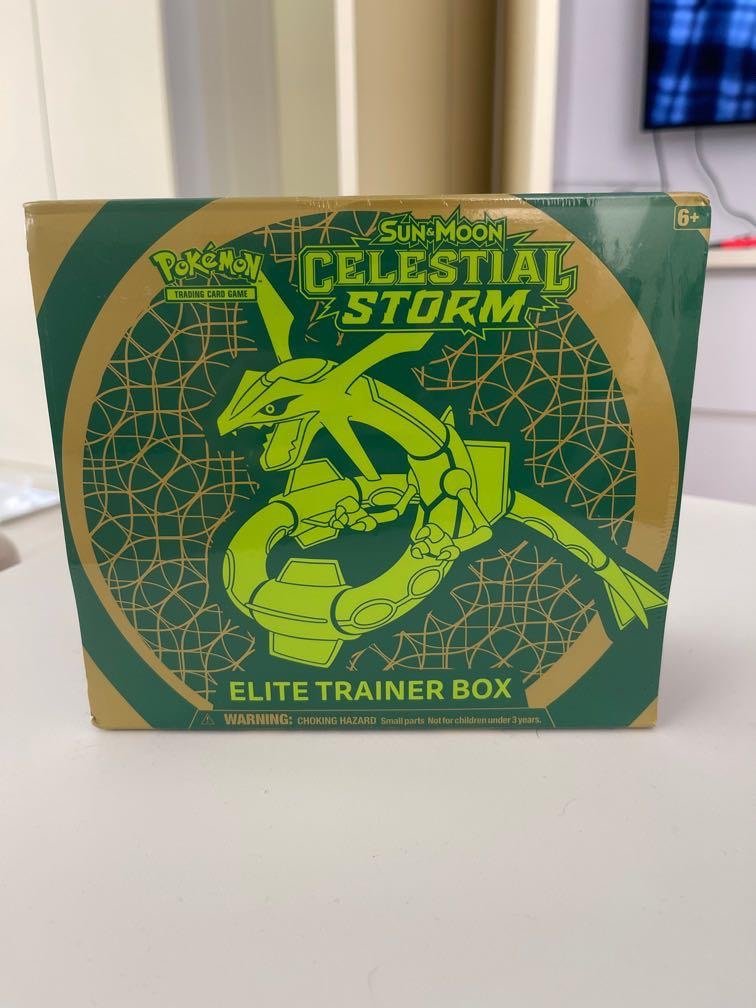 6+
SUN & MOON
POKéMON
TRADING CARD GAME
CELESTIAL
STORM
ELITE TRAINER BOX
WARNING: CHOKING HAZARD Small parts Not for children under 3 years.